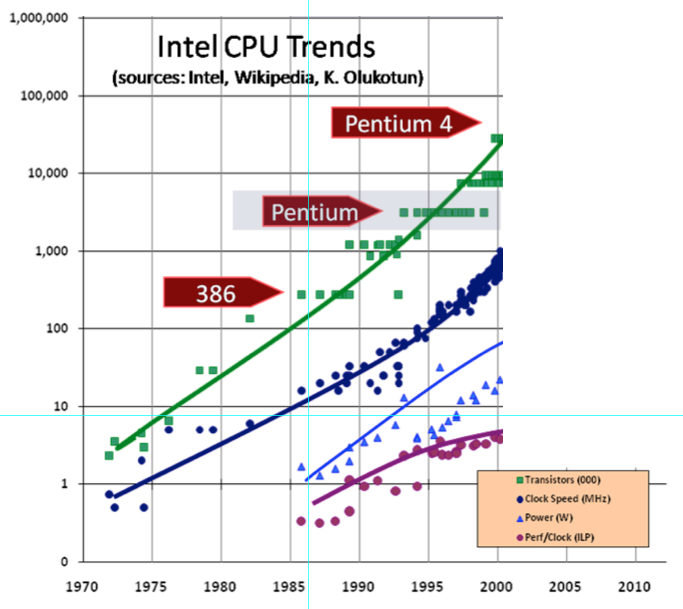 1,000,000
Intel CPU Trends
(sources: Intel, Wikipedia, K. Olukotun)
100,000
Pentium 4
10,000
Pentium
1,000
386
100
10
1
Transistors (000)
Clock Speed (MHz)
Power (W)
Perf/Clock (ILP)
0
1970 1975 1980 1985 1990 1995 2000 2005 2010